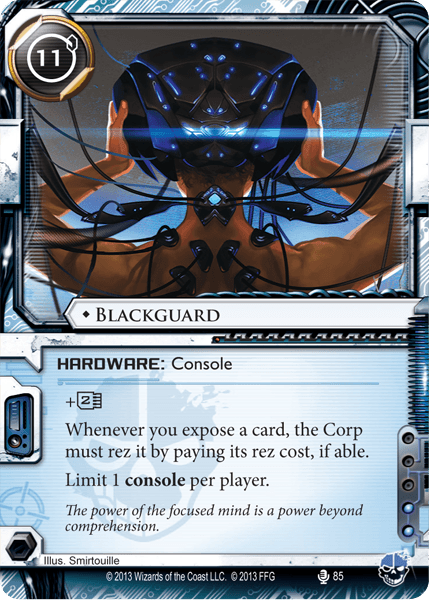 11
BLACKGUARD
HARDWARE: Console
+2
Whenever you expose a card, the Corp
must rez it by paying its rez cost, if able.
Limit 1 console per player.
The power of the focused mind is a power beyond
comprehension.
Illus. Smirtouille
© 2013 Wizards of the Coast LLC. © 2013 FFG 85